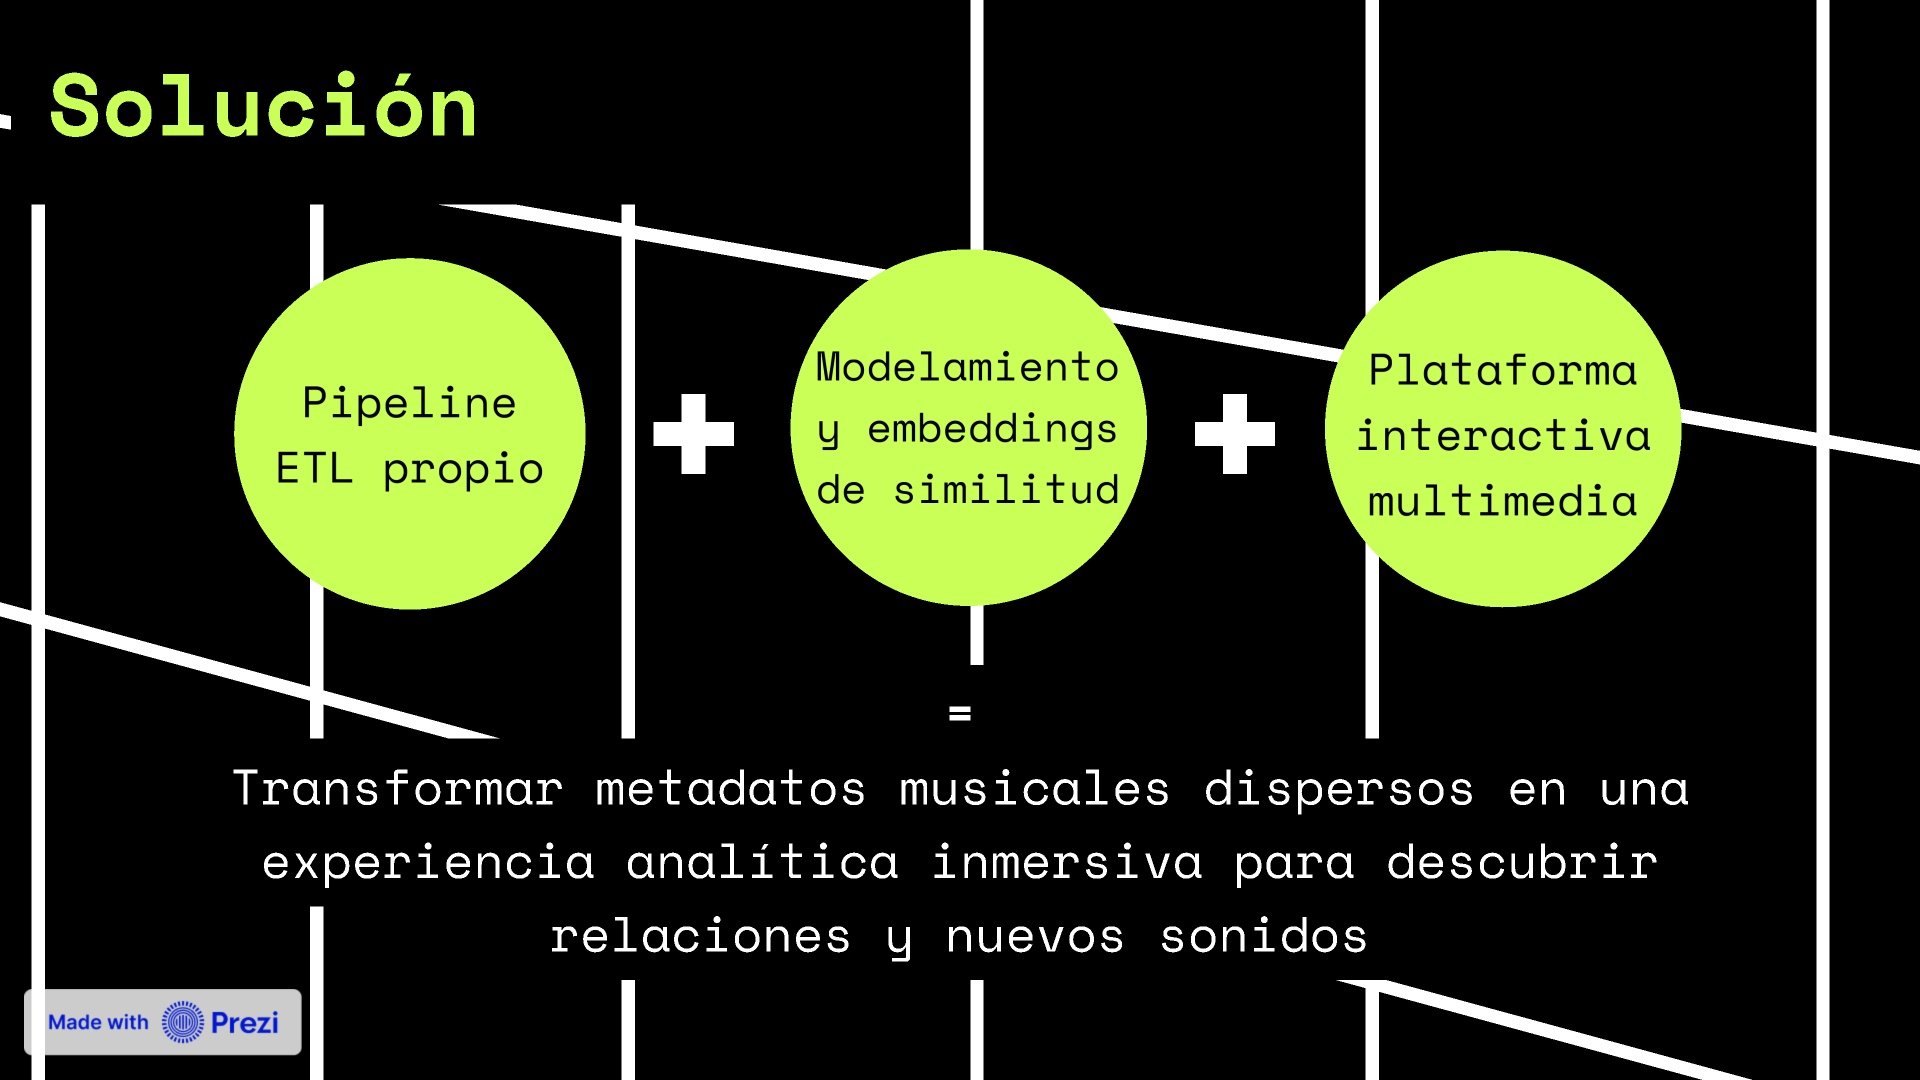 Solución
Pipeline
ETL propio
+
Modelamiento
y embeddings
de similitud
+
Plataforma
interactiva
multimedia
=
Transformar metadatos musicales dispersos en una
experiencia analítica inmersiva para descubrir
relaciones y nuevos sonidos
Made with Prezi